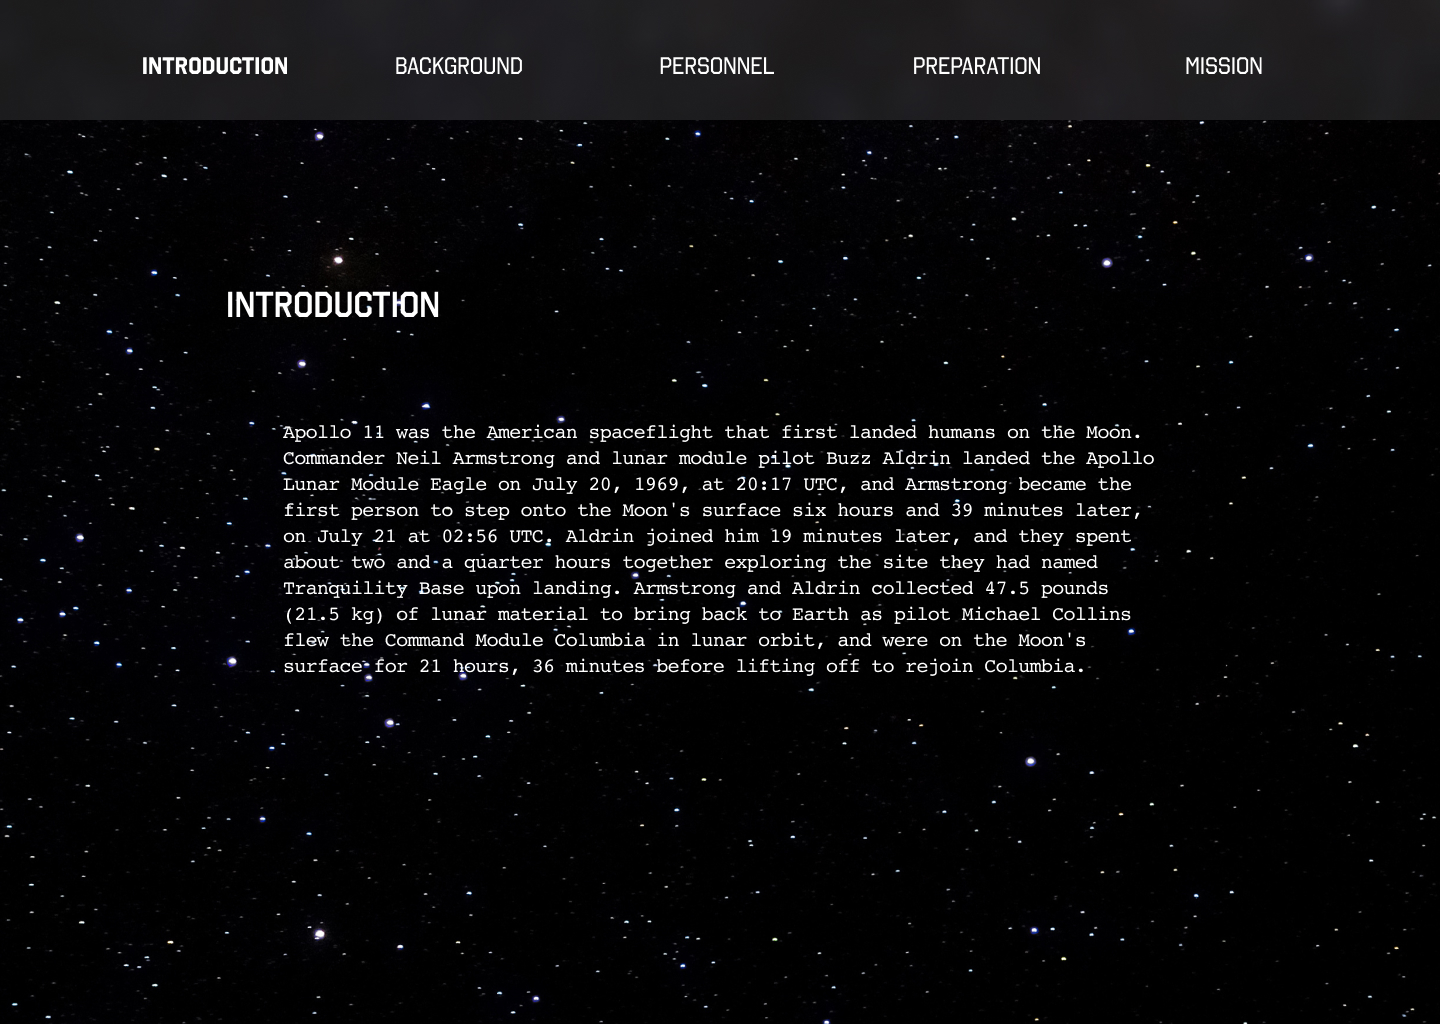 INTRODUCTION
BACKGROUND
PERSONNEL
PREPARATION
MISSION
INTRODUCTION
Apollo 11 was the American spaceflight that first landed humans on the Moon.
Commander Neil Armstrong and lunar module pilot Buzz Aldrin landed the Apollo
Lunar Module Eagle on July 20, 1969, at 20:17 UTC, and Armstrong became the
first person to step onto the Moon's surface six hours and 39 minutes later,
on July 21 at 02:56 UTC. Aldrin joined him 19 minutes later, and they spent
about two and a quarter hours together exploring the site they had named
Tranquility Base upon landing. Armstrong and Aldrin collected 47.5 pounds
(21.5 kg) of lunar material to bring back to Earth as pilot Michael Collins
flew the Command Module Columbia in lunar orbit, and were on the Moon's
surface for 21 hours, 36 minutes before lifting off to rejoin Columbia.